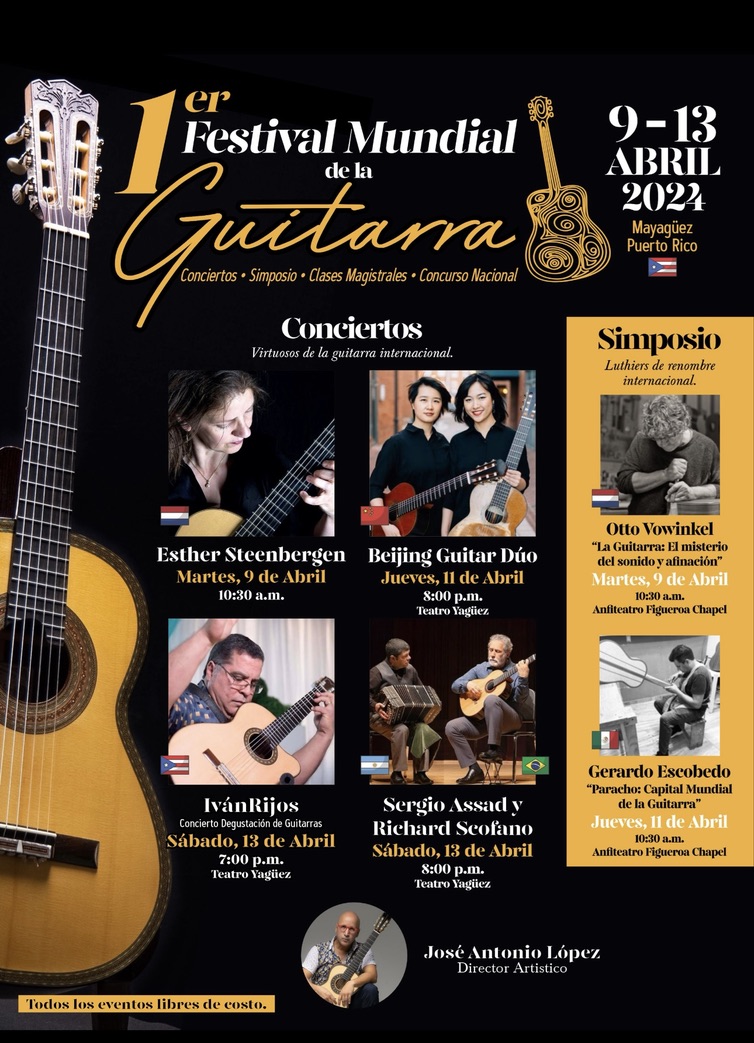 1er
Festival Mundial
de la
Guitarra
Conciertos • Simposio • Clases Magistrales • Concurso Nacional
9 - 13
ABRIL
2024
Mayagüez
Puerto Rico
Conciertos
Virtuosos de la guitarra internacional.
Esther Steenbergen
Martes, 9 de Abril
10:30 a.m.
Beijing Guitar Dúo
Jueves, 11 de Abril
8:00 p.m.
Teatro Yagüez
IvánRijos
Concierto Degustación de Guitarras
Sábado, 13 de Abril
7:00 p.m.
Teatro Yagüez
Sergio Assad y
Richard Scofano
Sábado, 13 de Abril
8:00 p.m.
Teatro Yagüez
Simposio
Luthiers de renombre
internacional.
Otto Vowinkel
“La Guitarra: El misterio
del sonido y afinación”
Martes, 9 de Abril
10:30 a.m.
Anfiteatro Figueroa Chapel
Gerardo Escobedo
“Paracho: Capital Mundial
de la Guitarra”
Jueves, 11 de Abril
10:30 a.m.
Anfiteatro Figueroa Chapel
José Antonio López
Director Artistico
Todos los eventos libres de costo.